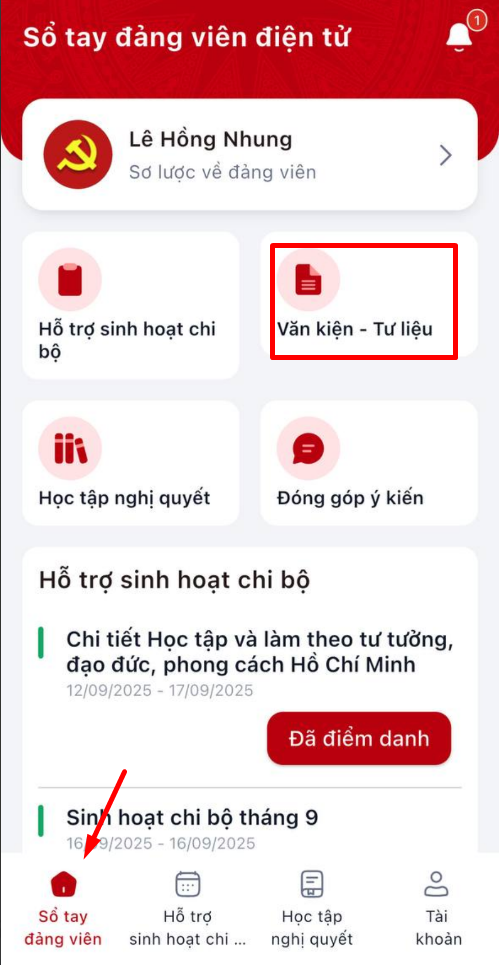 Sổ tay đảng viên điện tử
1
Lê Hồng Nhung
Sơ lược về đảng viên
Hỗ trợ sinh hoạt chi
bộ
Văn kiện - Tư liệu
Học tập nghị quyết
Đóng góp ý kiến
Hỗ trợ sinh hoạt chi bộ
Chi tiết Học tập và làm theo tư tưởng,
đạo đức, phong cách Hồ Chí Minh
12/09/2025 - 17/09/2025
Đã điểm danh
Sinh hoạt chi bộ tháng 9
16/09/2025 - 16/09/2025
Sổ tay
đảng viên
Hỗ trợ
sinh hoạt chi ...
Học tập
nghị quyết
Tài
khoản